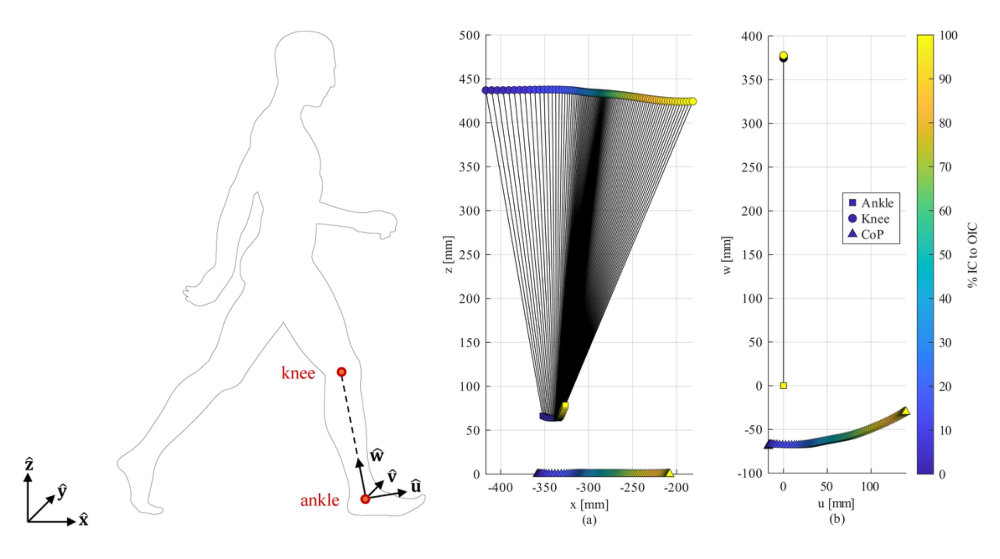 knee
ankle
ŵ
v̂
û
ẑ
ŷ
x̂
500
450
400
350
300
250
200
150
100
50
0
z [mm]
-400
-350
-300
-250
-200
x [mm]
(a)
400
350
300
250
200
150
100
50
0
-50
-100
w [mm]
0
50
100
u [mm]
(b)
Ankle
Knee
CoP
100
90
80
70
60
50
40
30
20
10
0
% IC to OIC